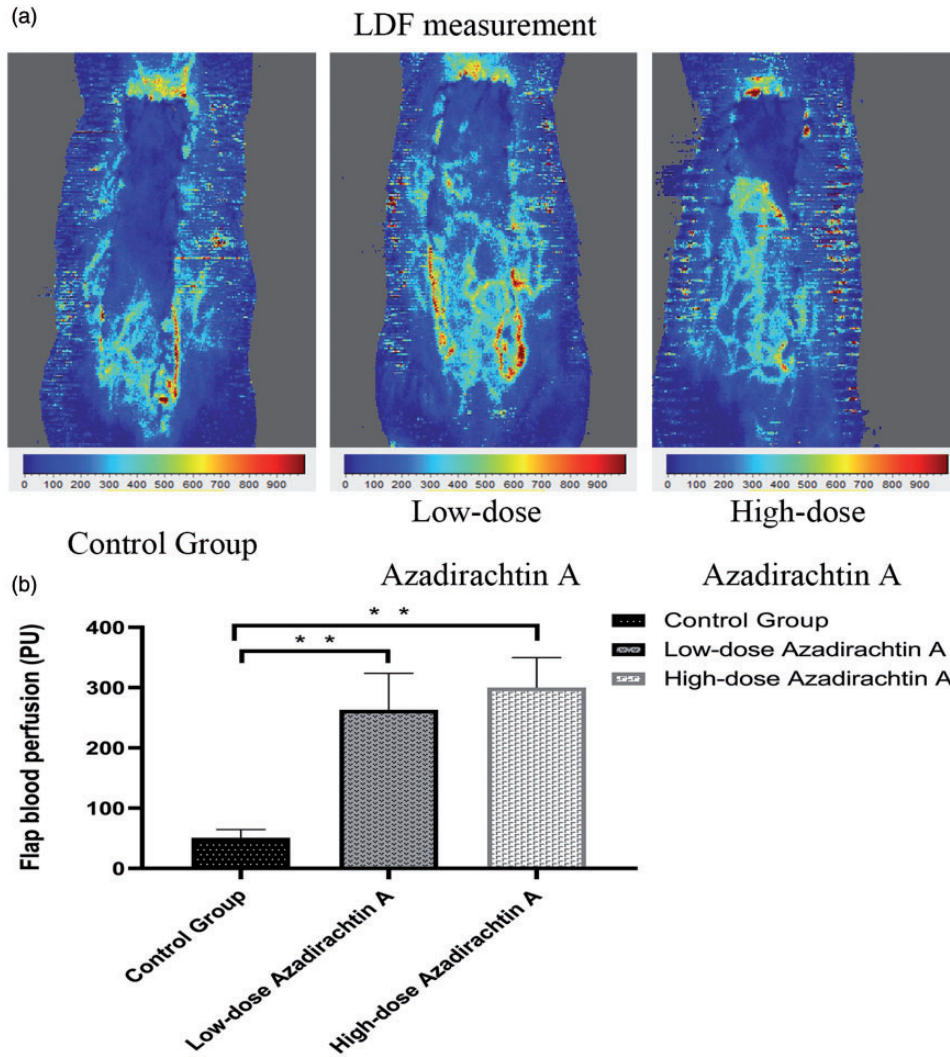 (a)
LDF measurement
0 100 200 300 400 500 600 700 800 900
0 100 200 300 400 500 600 700 800 900
0 100 200 300 400 500 600 700 800 900
Control Group
Low-dose
Azadirachtin A
High-dose
Azadirachtin A
(b)
Flap blood perfusion (PU)
400
300
200
100
0
* *
* *
Control Group
Low-dose Azadirachtin A
High-dose Azadirachtin A
Control Group
Low-dose Azadirachtin A
High-dose Azadirachtin A